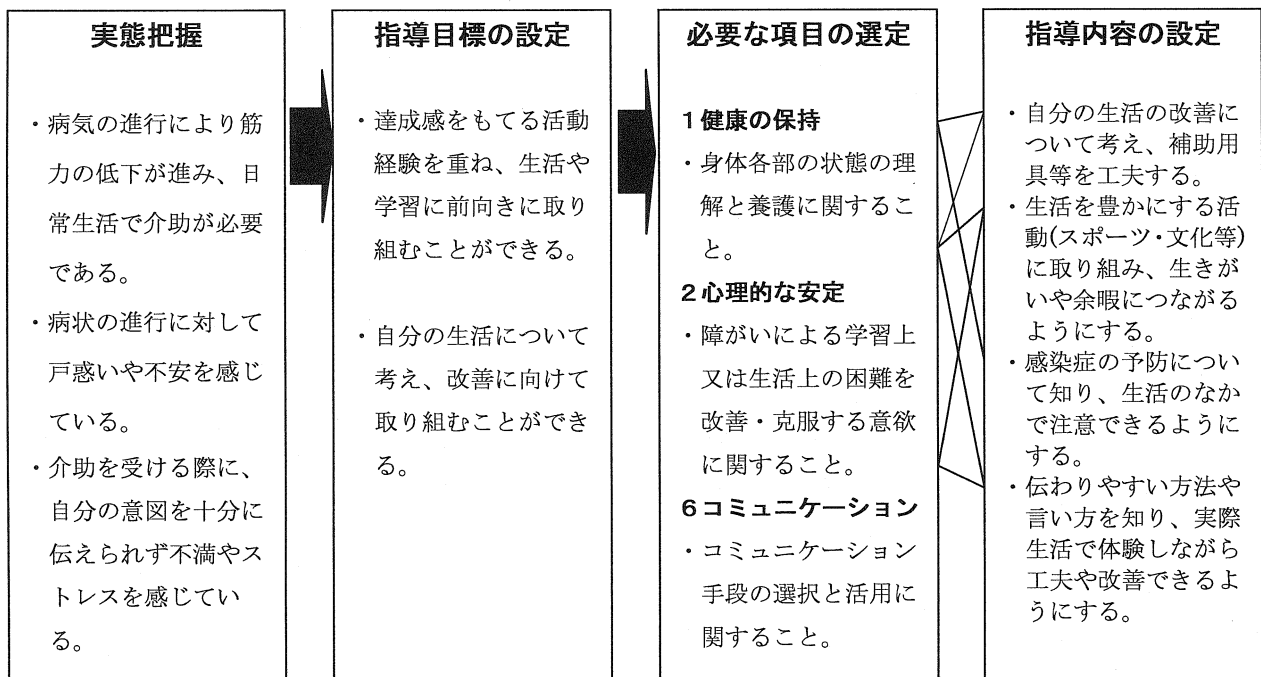 実態把握
・病気の進行により筋
力の低下が進み、日
常生活で介助が必要
である。
・病状の進行に対して
戸惑いや不安を感じ
ている。
・介助を受ける際に、
自分の意図を十分に
伝えられず不満やス
トレスを感じてい
る。
指導目標の設定
・達成感をもてる活動
経験を重ね、生活や
学習に前向きに取り
組むことができる。
・自分の生活について
考え、改善に向けて
取り組むことができ
る。
必要な項目の選定
1健康の保持
・身体各部の状態の理
解と養護に関するこ
と。
2心理的な安定
・障がいによる学習上
又は生活上の困難を
改善・克服する意欲
に関すること。
6コミュニケーション
・コミュニケーション
手段の選択と活用に
関すること。
指導内容の設定
・自分の生活の改善に
ついて考え、補助用
具等を工夫する。
・生活を豊かにする活
動(スポーツ・文化等)
に取り組み、生きが
いや余暇につながる
ようにする。
・感染症の予防につい
て知り、生活のなか
で注意できるように
する。
・伝わりやすい方法や
言い方を知り、実際
生活で体験しながら
工夫や改善できるよ
うにする。